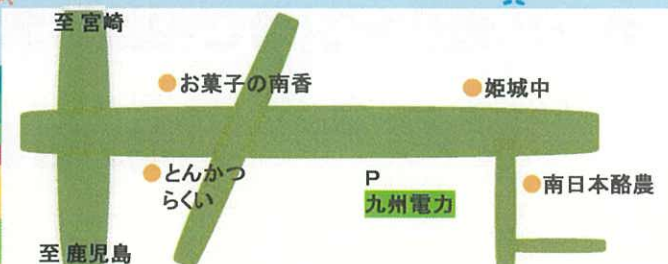 至 宮崎
お菓子の南香
姫城中
とんかつ
らくい
P
九州電力
南日本酪農
至 鹿児島